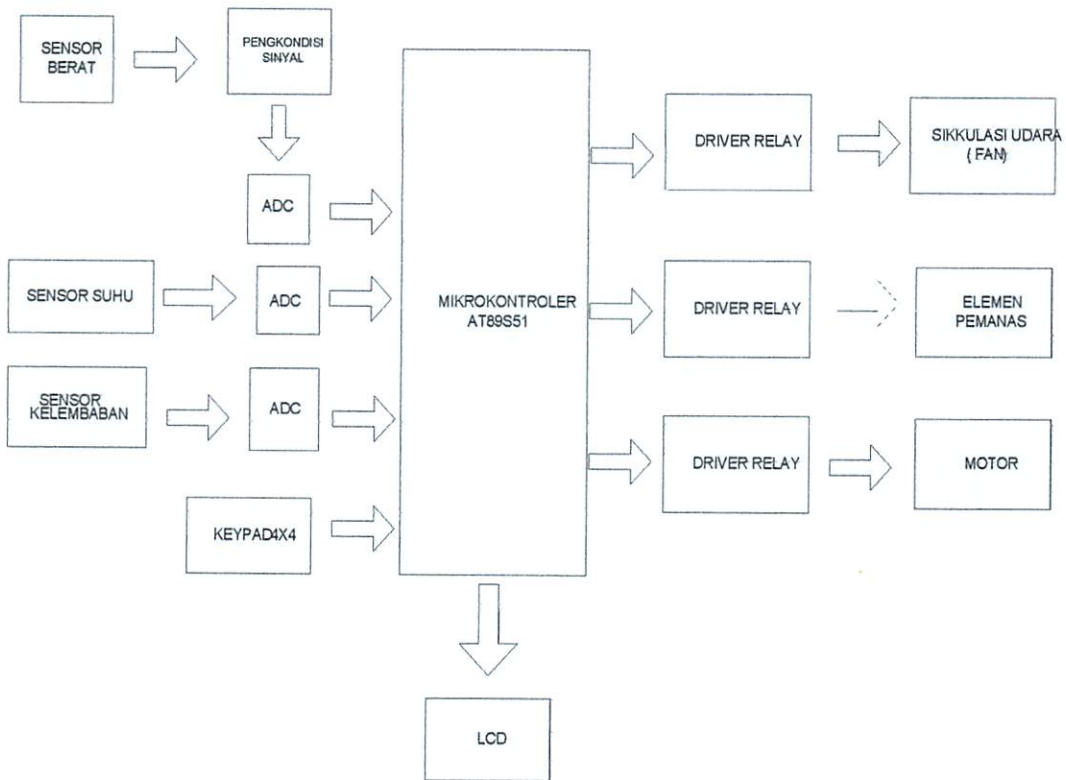 SENSOR
BERAT
PENGKONDISI
SINYAL
ADC
SENSOR SUHU
ADC
SENSOR
KELEMBABAN
ADC
KEYPAD4X4
MIKROKONTROLER
AT89S51
LCD
DRIVER RELAY
SIKKULASI UDARA
( FAN)
DRIVER RELAY
ELEMEN
PEMANAS
DRIVER RELAY
MOTOR